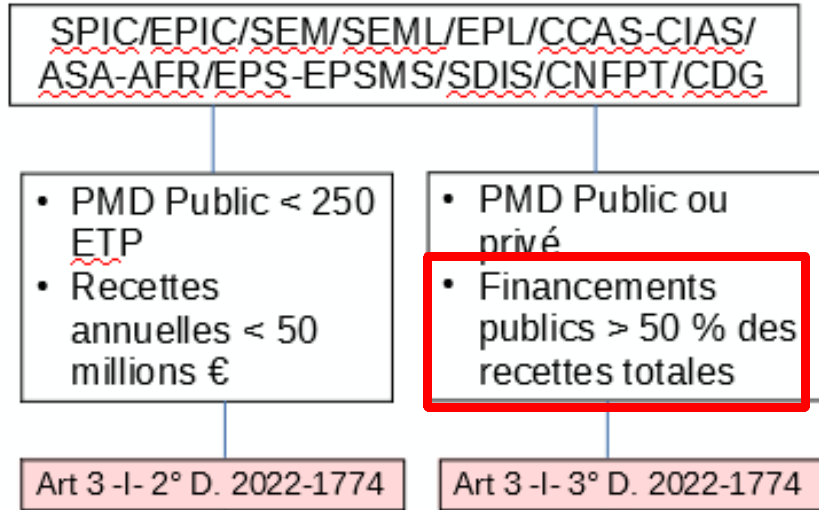 SPIC/EPIC/SEM/SEML/EPL/CCAS-CIAS/
ASA-AFR/EPS-EPSMS/SDIS/CNFPT/CDG
• PMD Public < 250
ETP
• Recettes
annuelles < 50
millions €
• PMD Public ou
privé
• Financements
publics > 50 % des
recettes totales
Art 3 -I- 2° D. 2022-1774
Art 3 -I- 3° D. 2022-1774